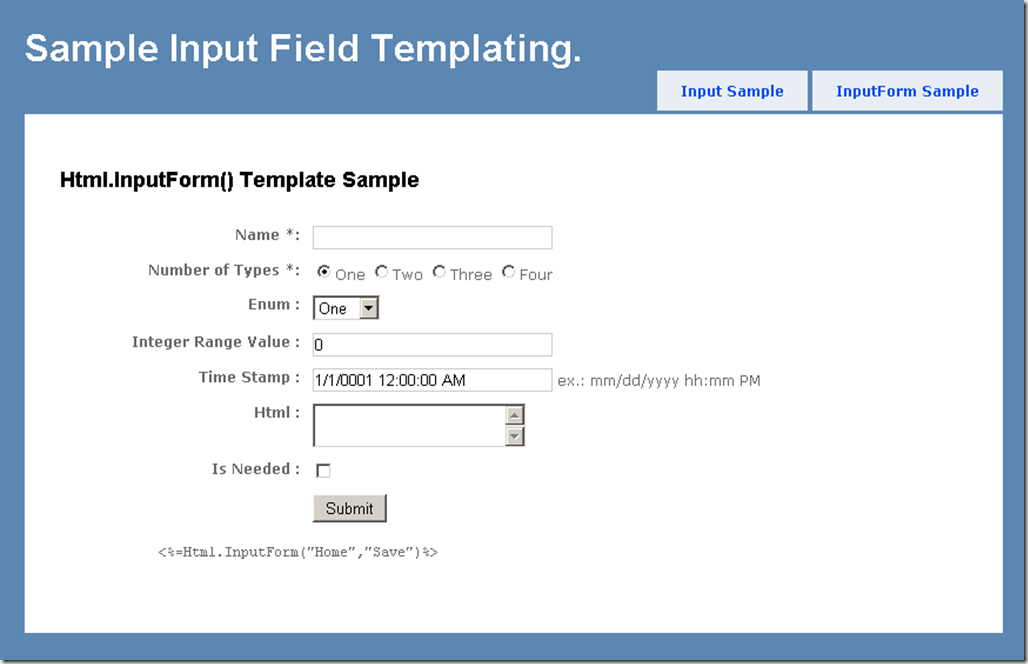 Sample Input Field Templating.
Input Sample InputForm Sample
Html.InputForm() Template Sample
Name *:
Number of Types *: One Two Three Four
Enum : One
Integer Range Value : 0
Time Stamp : 1/1/0001 12:00:00 AM ex.: mm/dd/yyyy hh:mm PM
Html :
Is Needed :
Submit
<%=Html.InputForm("Home","Save")%>